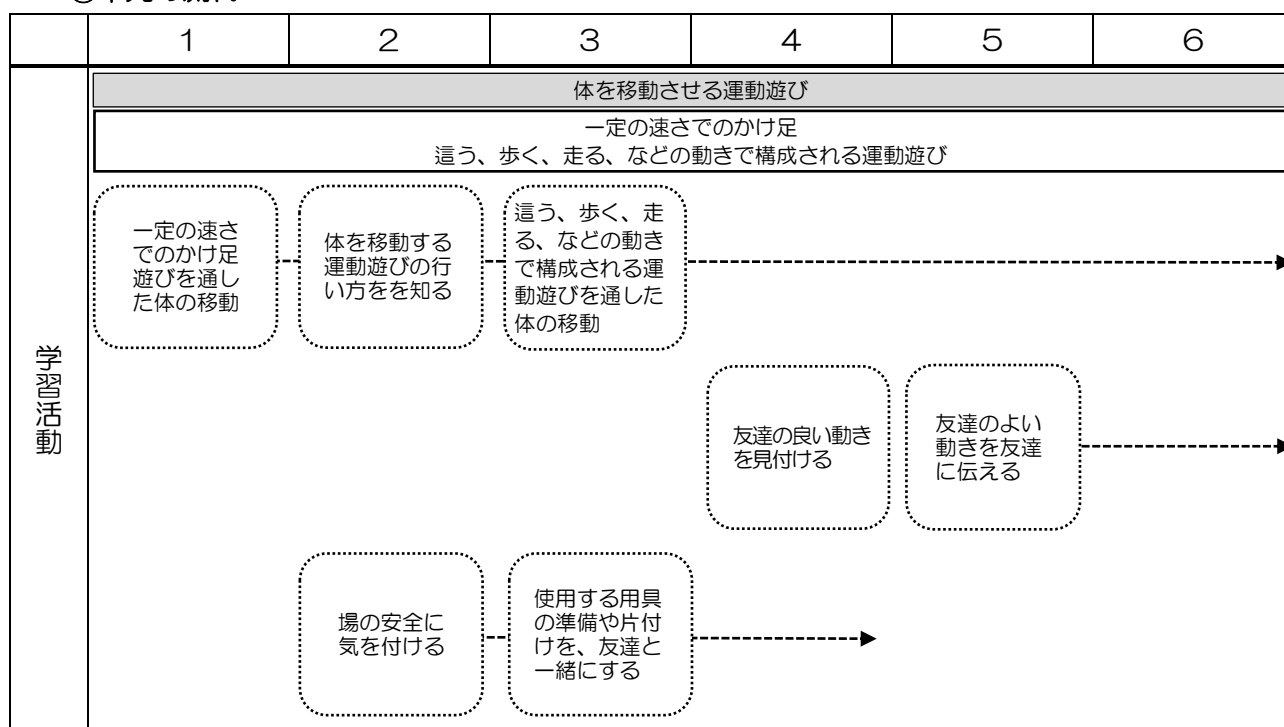 1 2 3 4 5 6
体を移動させる運動遊び
一定の速さでのかけ足
這う、歩く、走る、などの動きで構成される運動遊び
学習活動
一定の速さ
でのかけ足
遊びを通し
た体の移動
体を移動する
運動遊びの行
い方をを知る
這う、歩く、走
る、などの動き
で構成される運
動遊びを通した
体の移動
友達の良い動き
を見付ける
友達のよい
動きを友達
に伝える
場の安全に
気を付ける
使用する用具
の準備や片付
けを、友達と
一緒にする